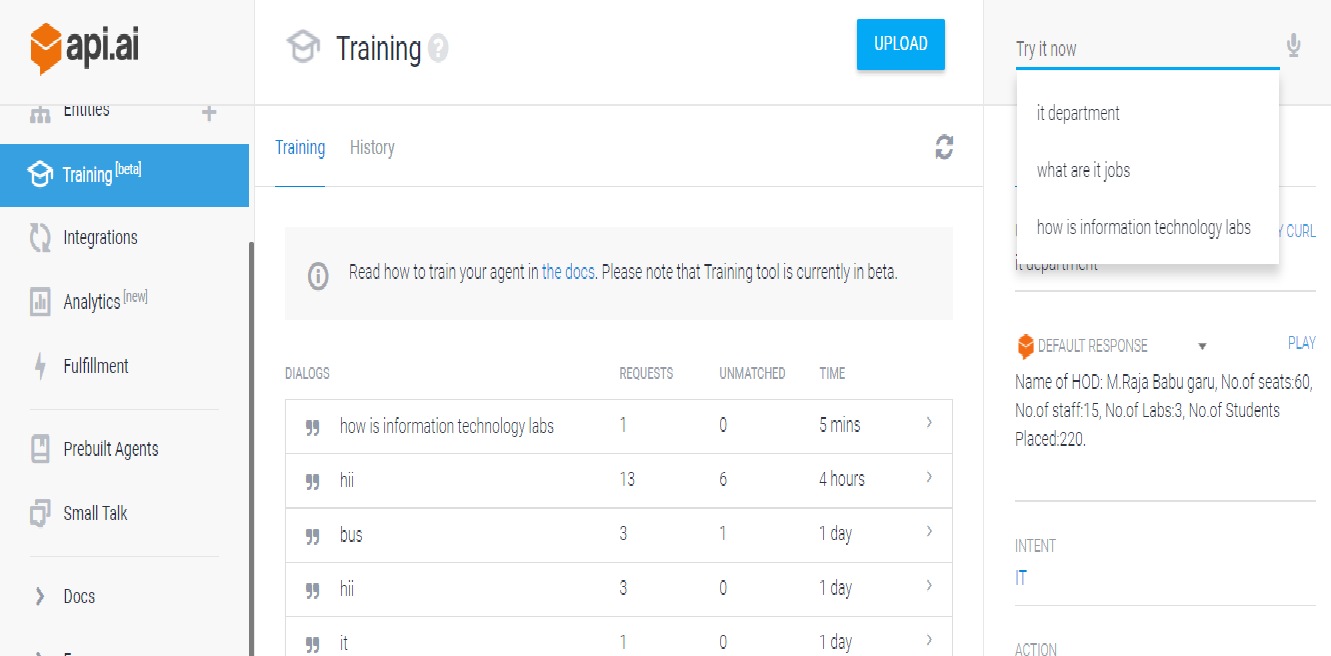 api.ai
Entities
Training [beta]
Integrations
Analytics [new]
Fulfillment
Prebuilt Agents
Small Talk
Docs
Training ?
UPLOAD
Training History
Read how to train your agent in the docs. Please note that Training tool is currently in beta.
DIALOGS REQUESTS UNMATCHED TIME
how is information technology labs 1 0 5 mins
hii 13 6 4 hours
bus 3 1 1 day
hii 3 0 1 day
it 1 0 1 day
Try it now
it department
what are it jobs
how is information technology labs
Y CURL
it department
DEFAULT RESPONSE PLAY
Name of HOD: M.Raja Babu garu, No.of seats:60,
No.of staff:15, No.of Labs:3, No.of Students
Placed:220.
INTENT
IT
ACTION